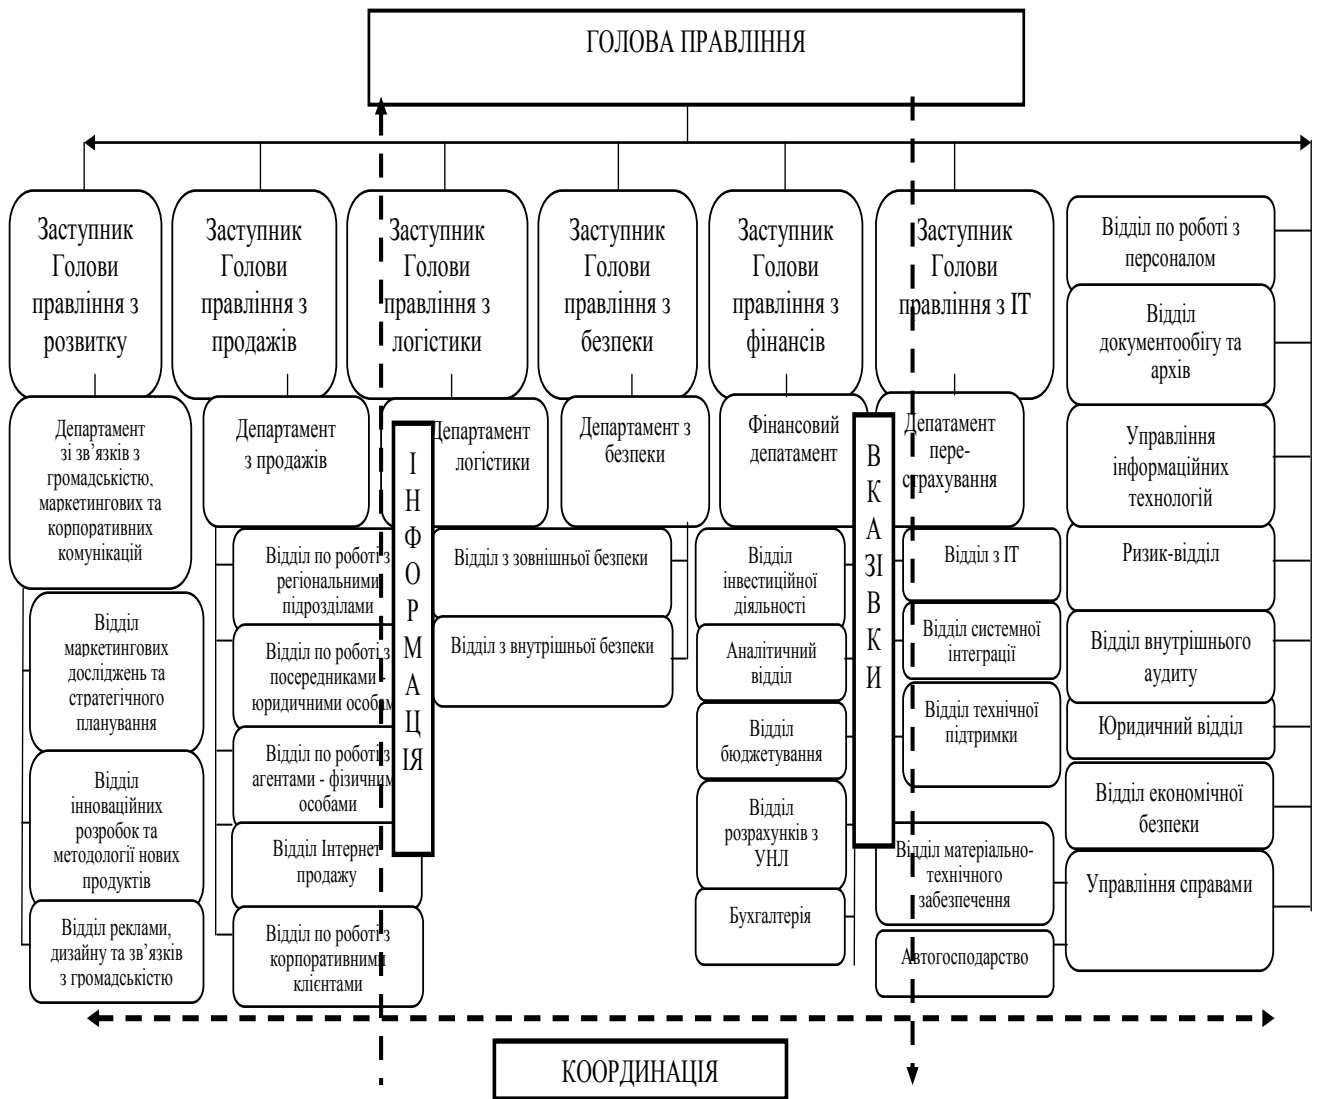 ГОЛОВА ПРАВЛІННЯ
Заступник
Голови
правління з
розвитку
Заступник
Голови
правління з
продажів
Заступник
Голови
правління з
логістики
Заступник
Голови
правління з
безпеки
Заступник
Голови
правління з
фінансів
Заступник
Голови
правління з ІТ
Департамент
зі зв’язків з
громадськістю,
маркетингових та
корпоративних
комунікацій
Відділ
маркетингових
досліджень та
стратегічного
планування
Відділ
інноваційних
розробок та
методології нових
продуктів
Відділ реклами,
дизайну та зв’язків
з громадськістю
Департамент
з продажів
Відділ по роботі з
регіональними
підрозділами
Відділ по роботі з
посередниками -
юридичними особам
Відділ по роботі з
агентами - фізичним
особами
Відділ Інтернет
продажу
Відділ по роботі з
корпоративними
клієнтами
І
Н
Ф
О
Р
М
А
Ц
ІЯ
Департамент
логістики
Департамент з
безпеки
Відділ з зовнішньої безпеки
Відділ з внутрішньої безпеки
Фінансовий
депатамент
Відділ
інвестиційної
діяльності
Аналітичний
відділ
Відділ
бюджетування
Відділ
розрахунків з
УНЛ
Бухгалтерія
В
К
А
ЗІ
В
К
И
Депатамент
пере-
страхування
Відділ з ІТ
Відділ системної
інтеграції
Відділ технічної
підтримки
Відділ матеріально-
технічного
забезпечення
Автогосподарство
Відділ по роботі з
персоналом
Відділ
документообігу та
архів
Управління
інформаційних
технологій
Ризик-відділ
Відділ внутрішнього
аудиту
Юридичний відділ
Відділ економічної
безпеки
Управління справами
КООРДИНАЦІЯ